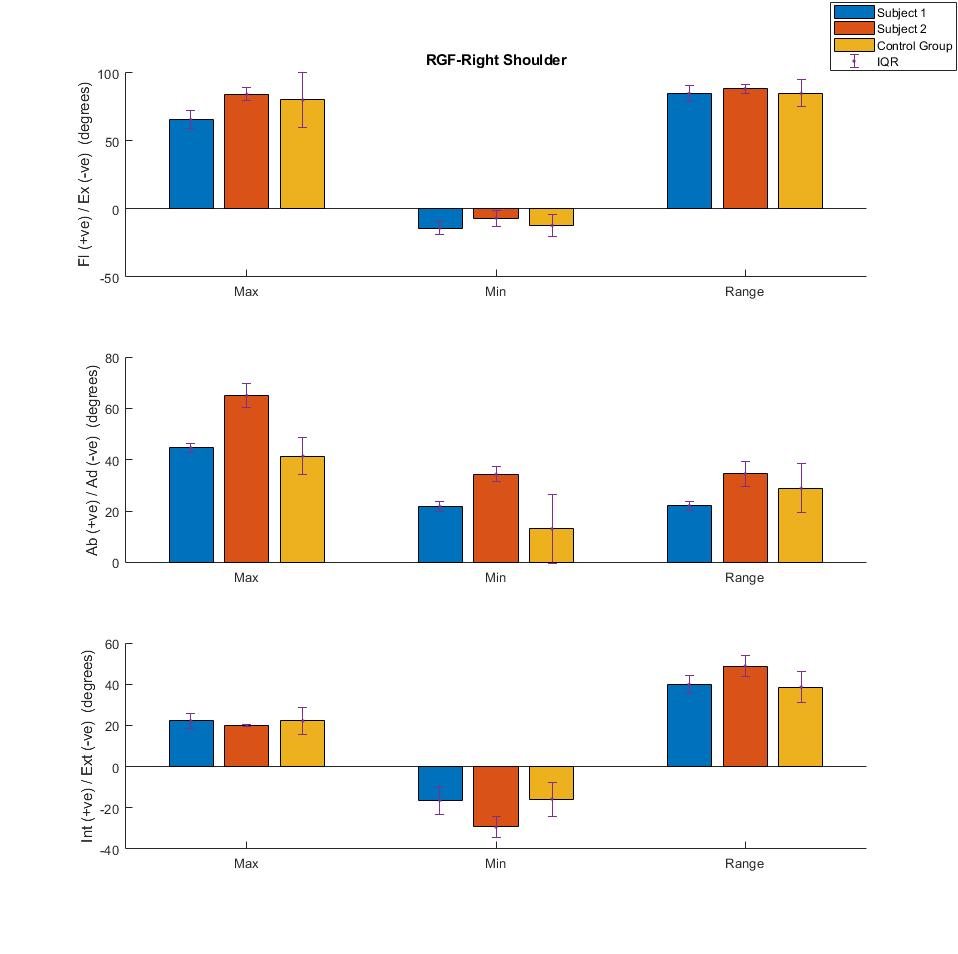 Subject 1
Subject 2
Control Group
IQR
RGF-Right Shoulder
Fl (+ve) / Ex (-ve) (degrees)
100
50
0
-50
Max Min Range
Ab (+ve) / Ad (-ve) (degrees)
80
60
40
20
0
Max Min Range
Int (+ve) / Ext (-ve) (degrees)
60
40
20
0
-20
-40
Max Min Range